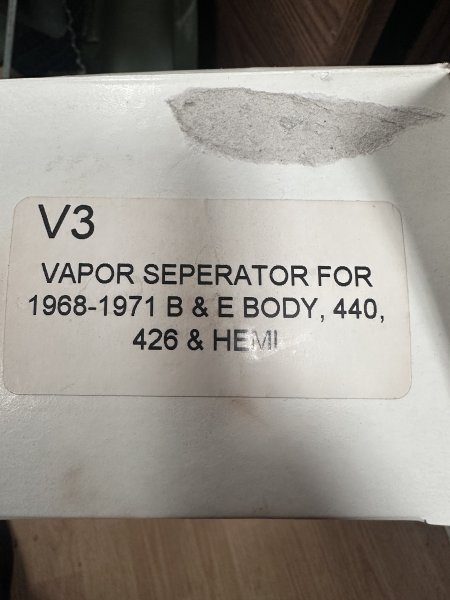 V3
VAPOR SEPERATOR FOR
1968-1971 B & E BODY, 440,
426 & HEMI